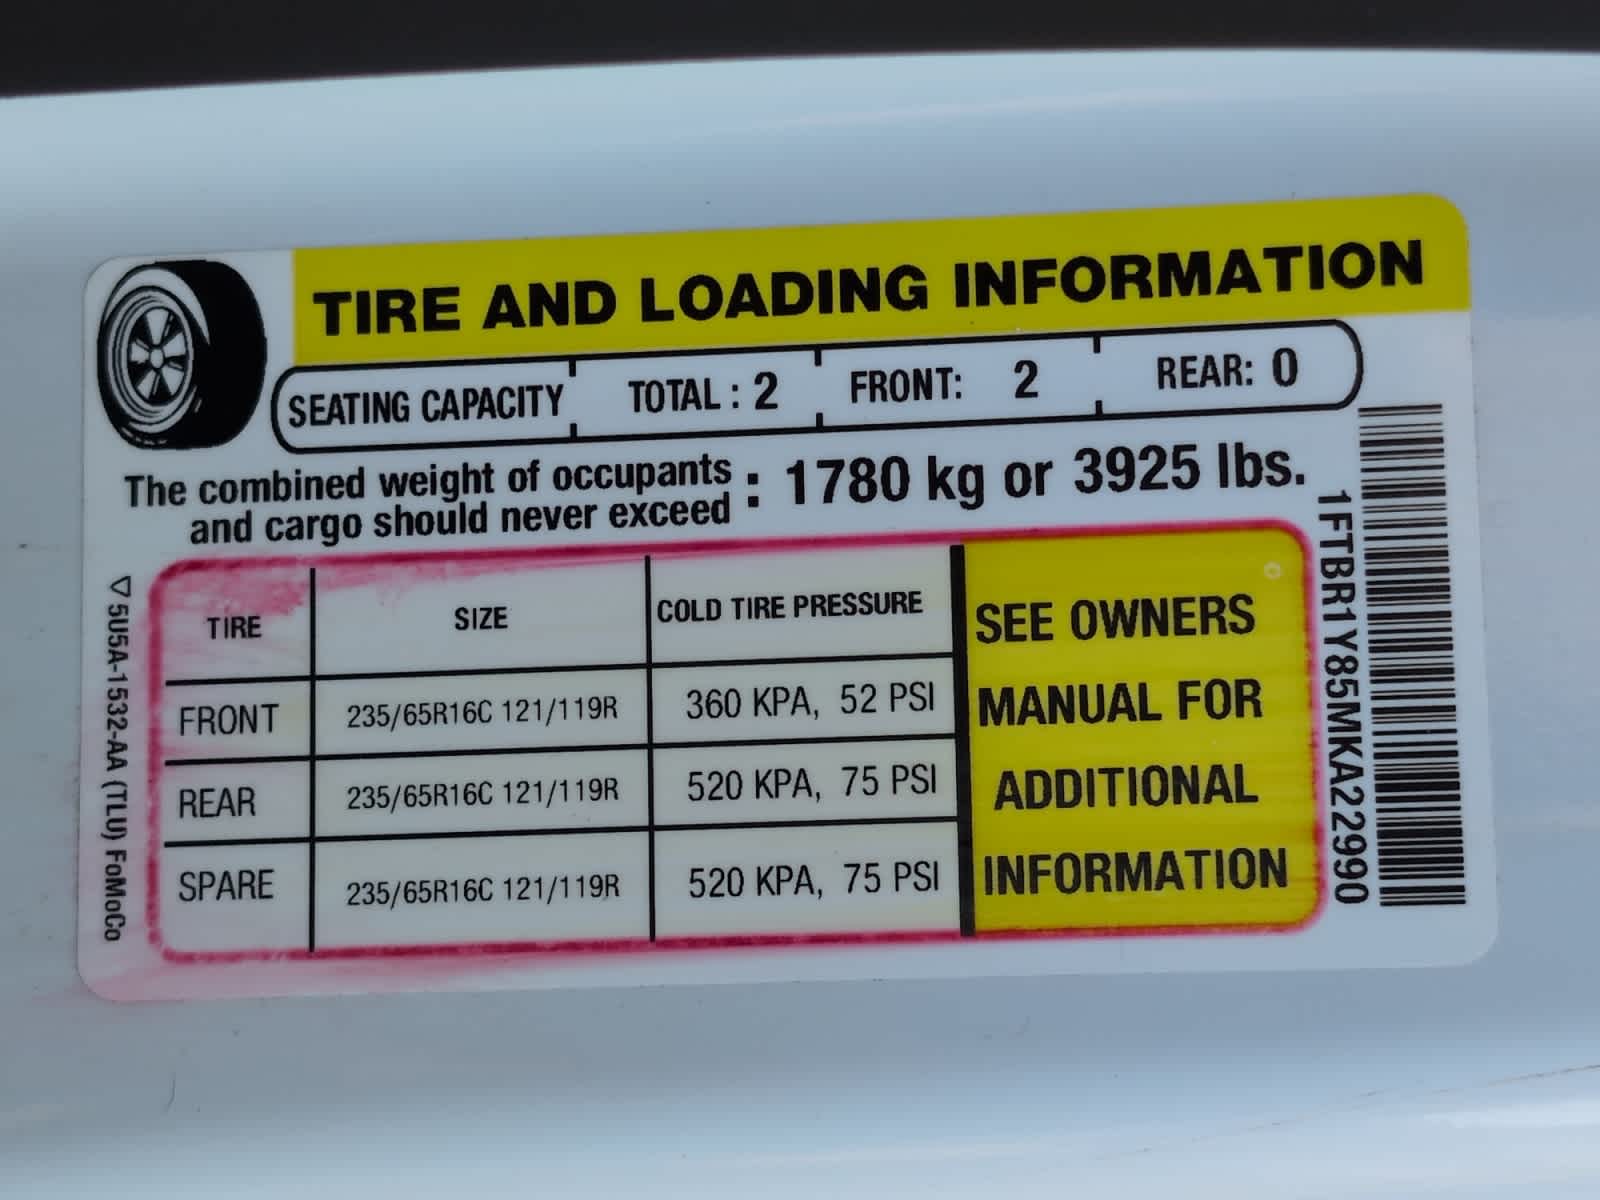 TIRE AND LOADING INFORMATION
SEATING CAPACITY TOTAL : 2 FRONT: 2 REAR: 0
The combined weight of occupants and cargo should never exceed : 1780 kg or 3925 lbs.
TIRE SIZE COLD TIRE PRESSURE
FRONT 235/65R16C 121/119R 360 KPA, 52 PSI
REAR 235/65R16C 121/119R 520 KPA, 75 PSI
SPARE 235/65R16C 121/119R 520 KPA, 75 PSI
SEE OWNERS
MANUAL FOR
ADDITIONAL
INFORMATION
1FTBR1Y85MKA22990
5U5A-1532-AA (TLU) FoMoCo